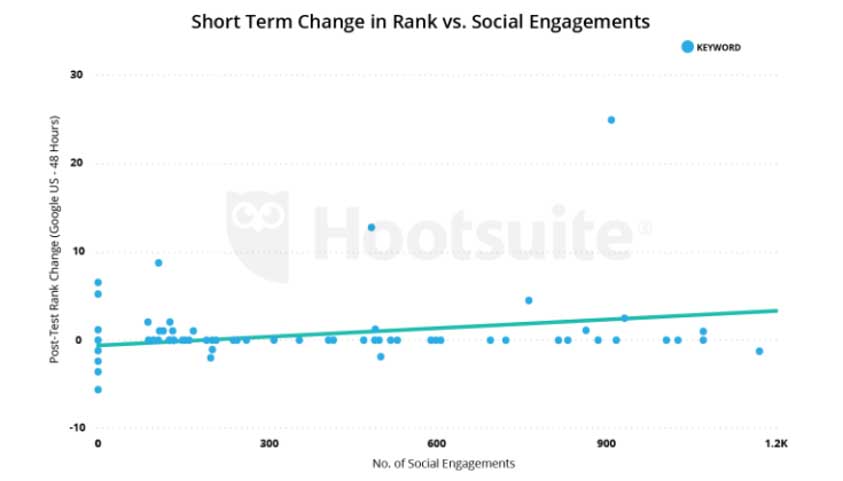 Short Term Change in Rank vs. Social Engagements
KEYWORD
Post-Test Rank Change (Google US - 48 Hours)
30
20
10
0
-10
Hootsuite®
0
300
600
900
1.2K
No. of Social Engagements